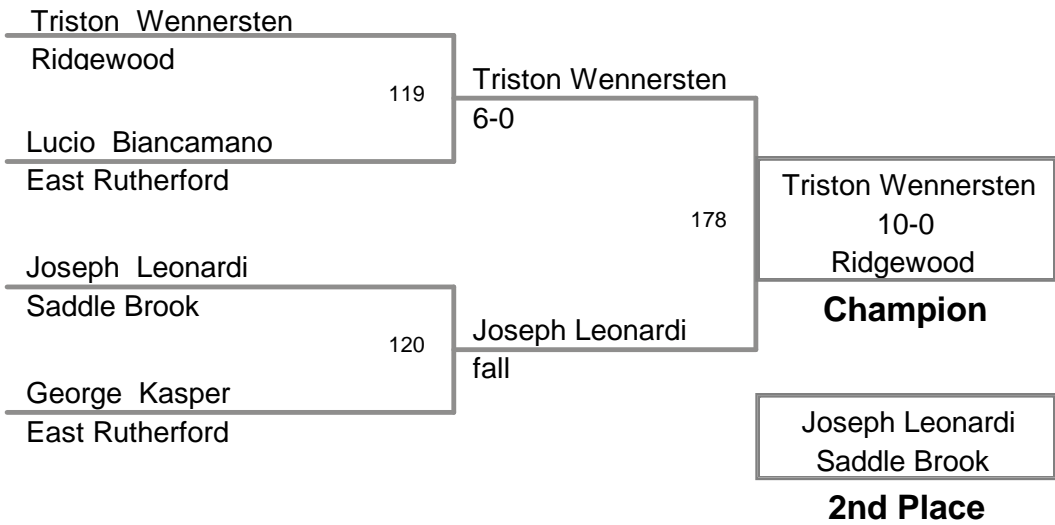 Triston Wennersten
Ridgewood
119
Triston Wennersten
6-0
Lucio Biancamano
East Rutherford
Triston Wennersten
10-0
Ridgewood
178
Joseph Leonardi
Saddle Brook
Champion
120
Joseph Leonardi
fall
George Kasper
East Rutherford
Joseph Leonardi
Saddle Brook
2nd Place